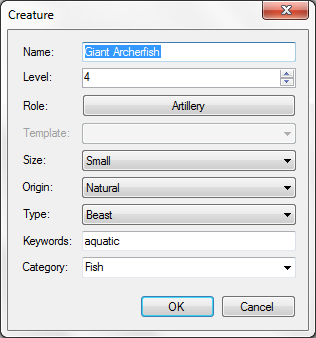 Creature
Name: Giant Archerfish
Level: 4
Role: Artillery
Template:
Size: Small
Origin: Natural
Type: Beast
Keywords: aquatic
Category: Fish
OK Cancel